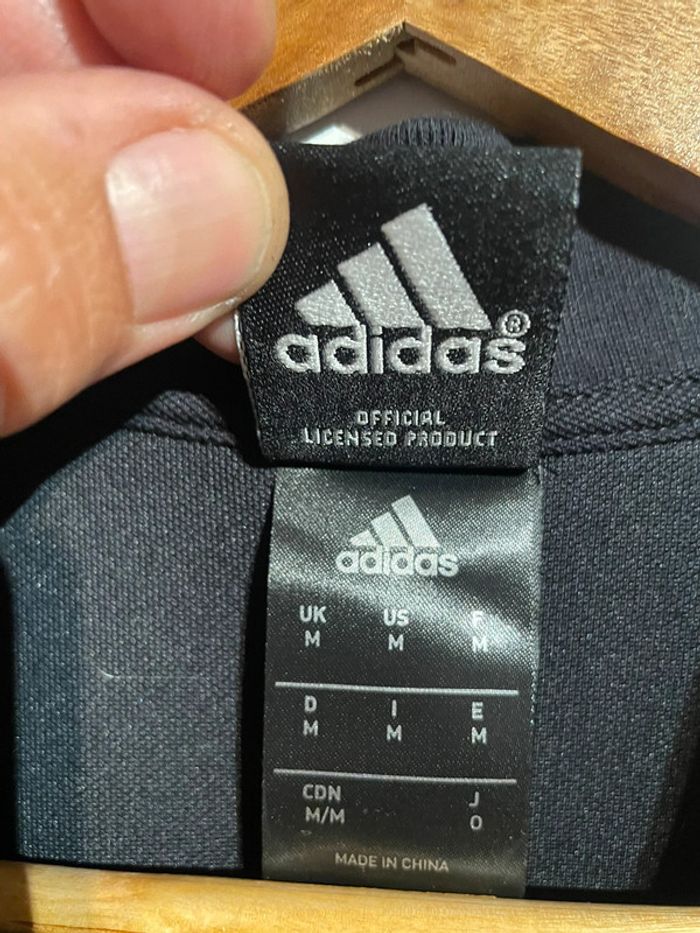 adidas®
OFFICIAL
LICENSED PRODUCT
adidas
UK US F
M M M
D I E
M M M
CDN J
M/M O
MADE IN CHINA